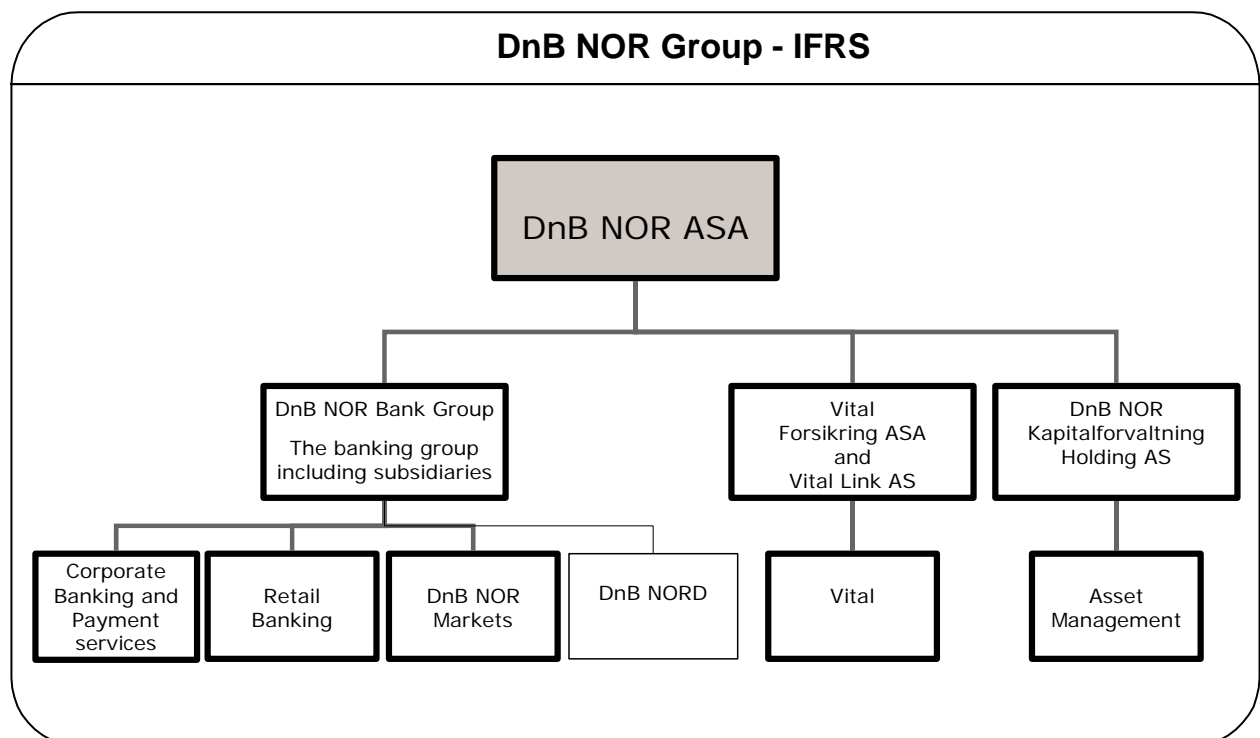 DnB NOR Group - IFRS
DnB NOR ASA
DnB NOR Bank Group
The banking group
including subsidiaries
Vital
Forsikring ASA
and
Vital Link AS
DnB NOR
Kapitalforvaltning
Holding AS
Corporate
Banking and
Payment
services
Retail
Banking
DnB NOR
Markets
DnB NORD
Vital
Asset
Management